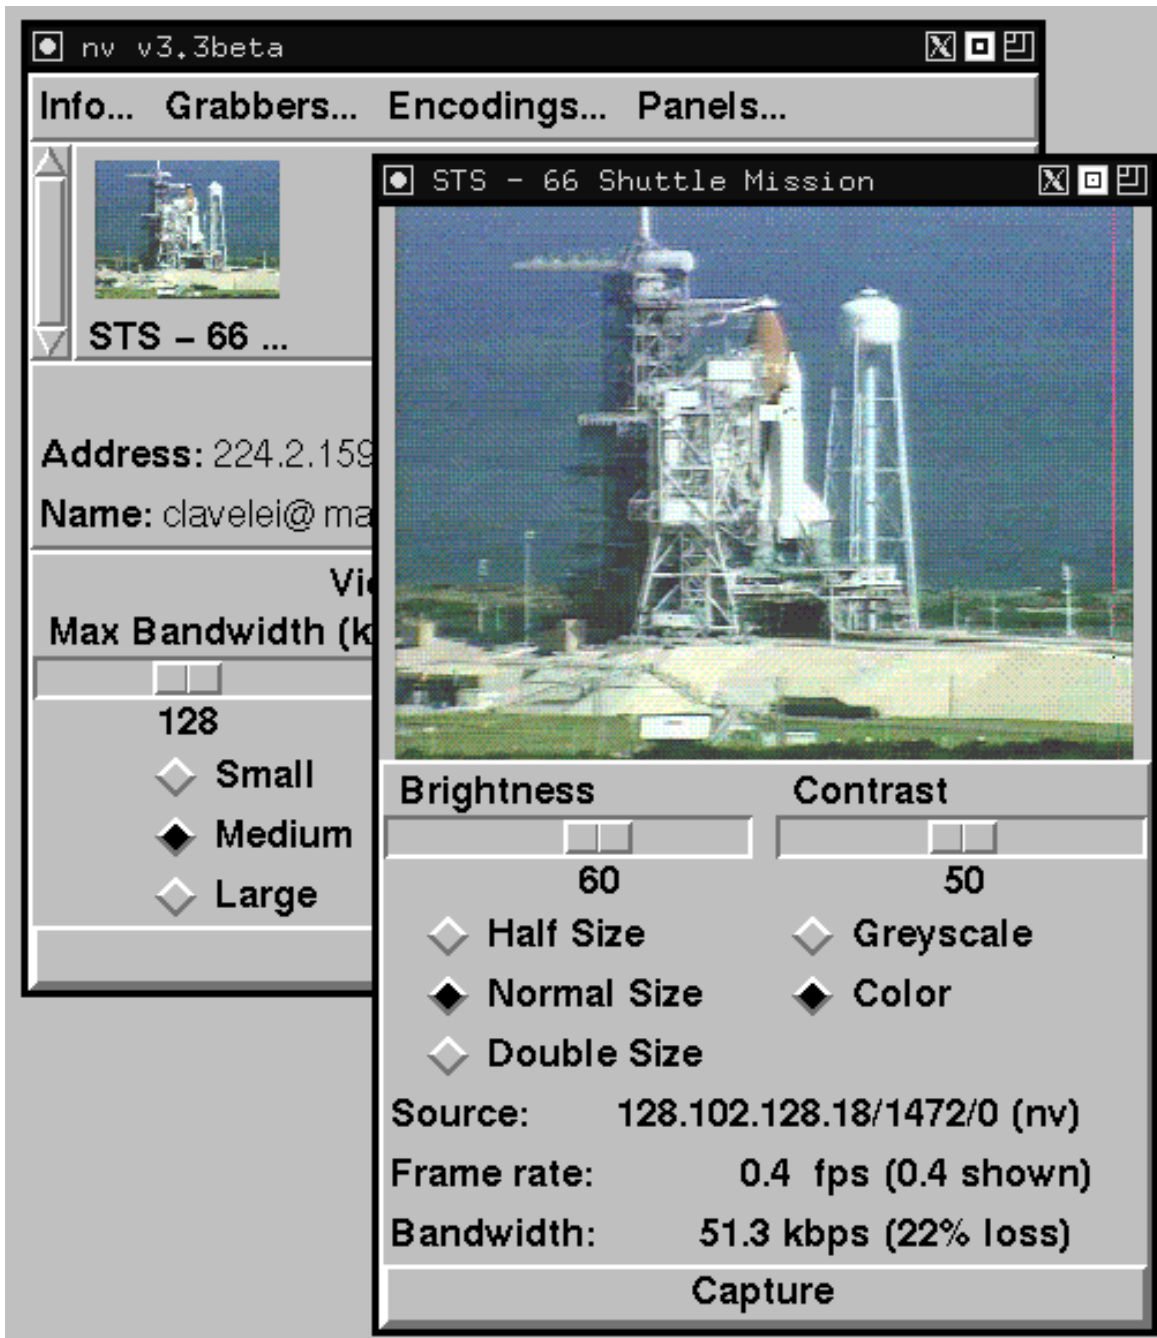 nv v3.3beta
Info... Grabbers... Encodings... Panels...
STS – 66 ...
Address: 224.2.159
Name: clavelei@ma
Vi
Max Bandwidth (k
128
Small
Medium
Large
STS – 66 Shuttle Mission
Brightness Contrast
60 50
Half Size Greyscale
Normal Size Color
Double Size
Source: 128.102.128.18/1472/0 (nv)
Frame rate: 0.4 fps (0.4 shown)
Bandwidth: 51.3 kbps (22% loss)
Capture